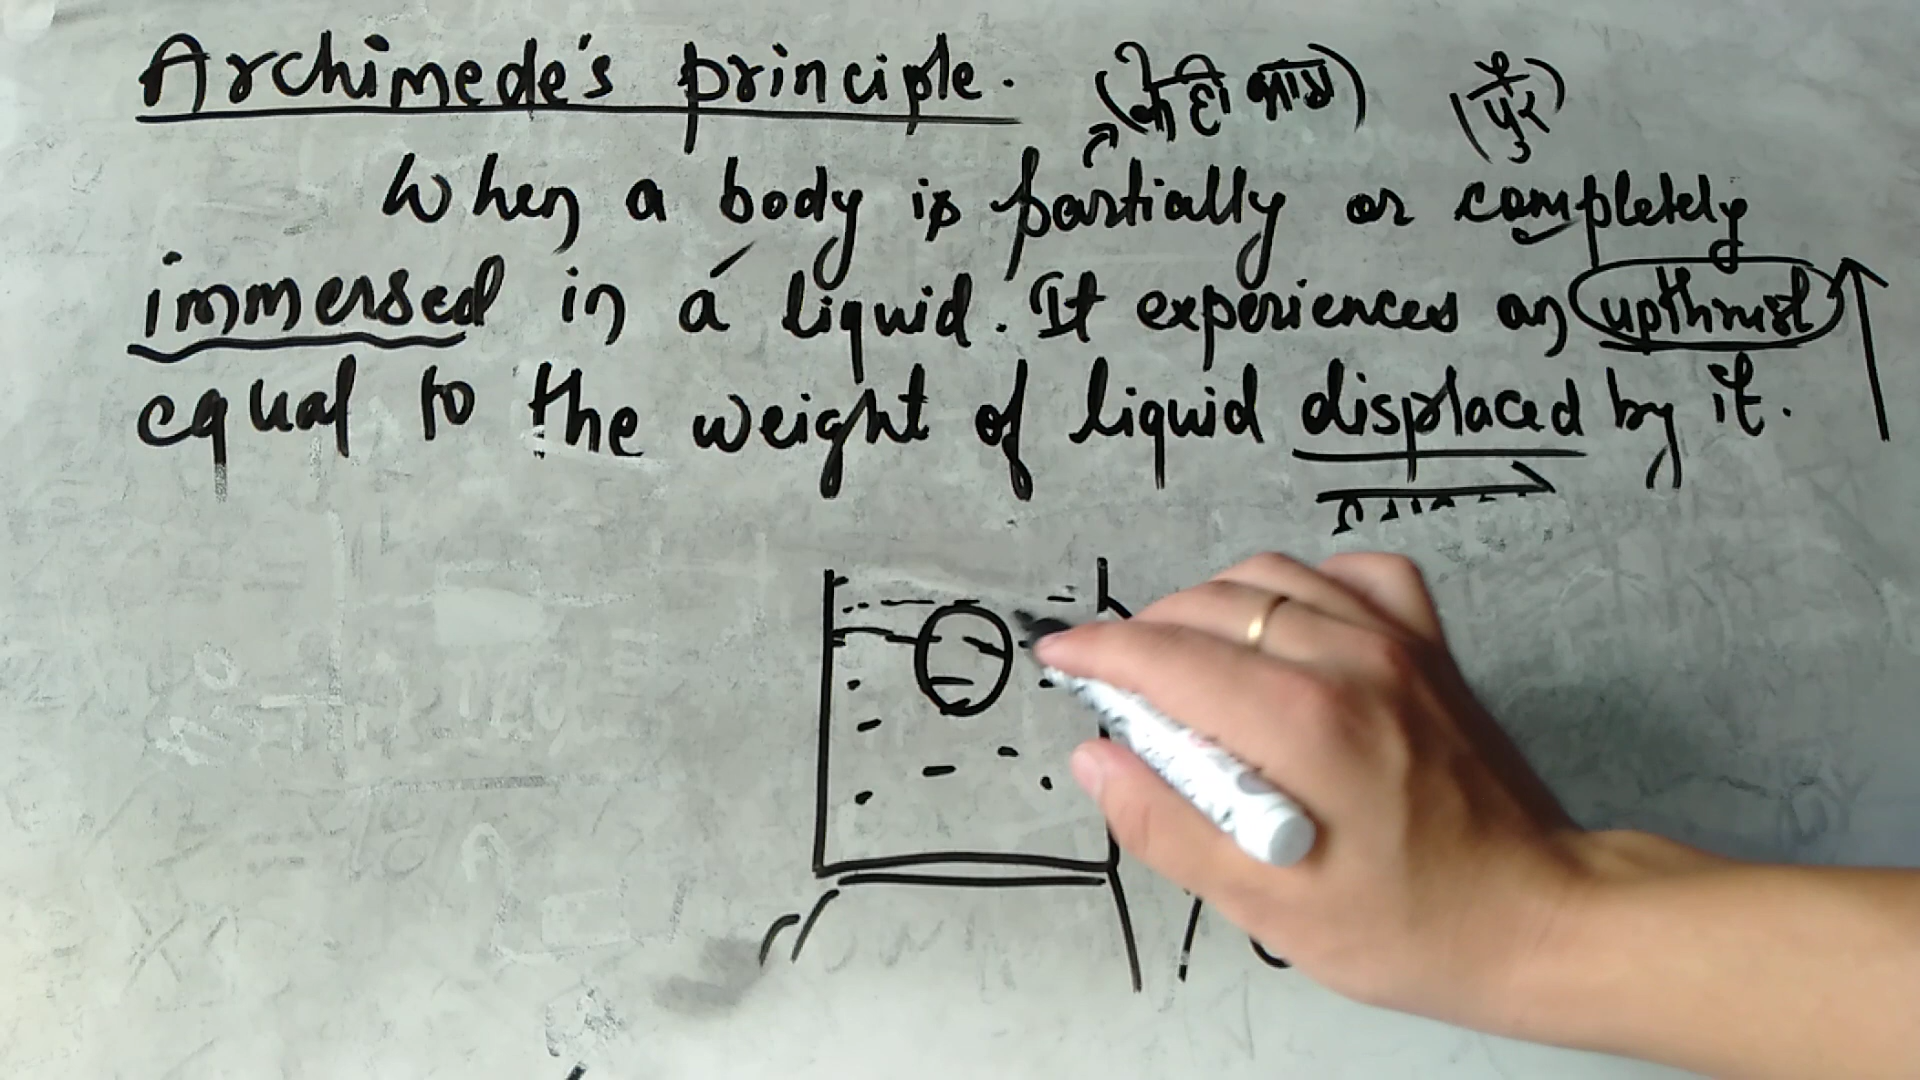 Archimede's principle.
When a body is partially or completely
immersed in a liquid. It experiences an upthrust
equal to the weight of liquid displaced by it.